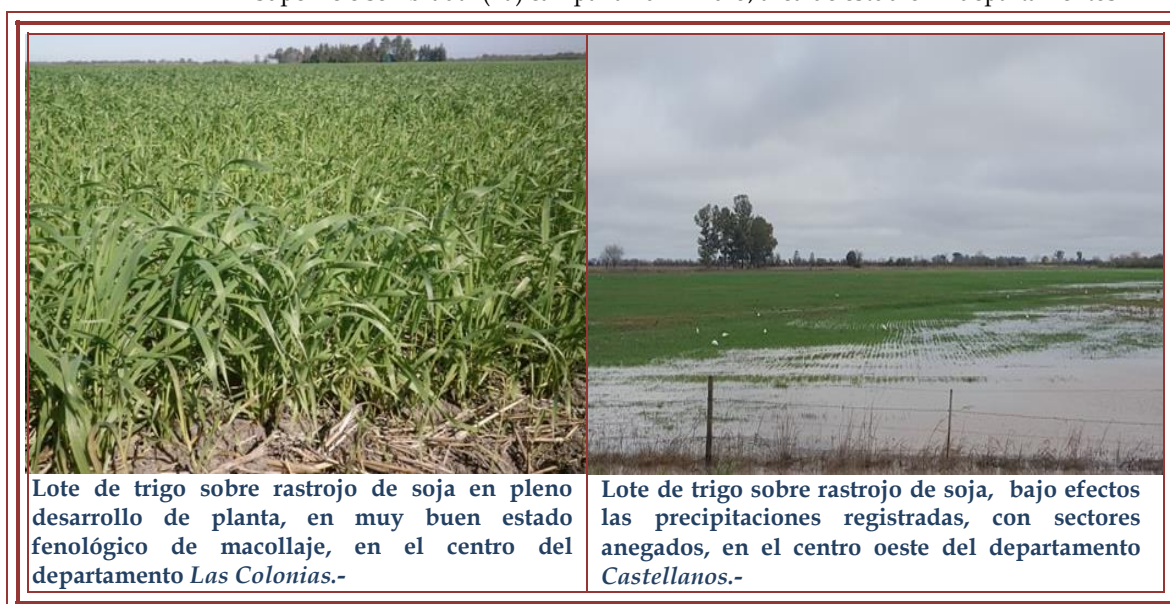 Lote de trigo sobre rastrojo de soja en pleno
desarrollo de planta, en muy buen estado
fenológico de macollaje, en el centro del
departamento Las Colonias.-
Lote de trigo sobre rastrojo de soja, bajo efectos
las precipitaciones registradas, con sectores
anegados, en el centro oeste del departamento
Castellanos.-